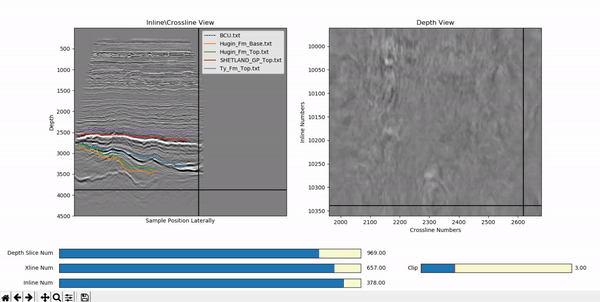 Inline\Crossline View
Depth
500
1000
1500
2000
2500
3000
3500
4000
4500
BCU.txt
Hugin_Fm_Base.txt
Hugin_Fm_Top.txt
SHETLAND_GP_Top.txt
Ty_Fm_Top.txt
Sample Position Laterally
Depth View
Inline Numbers
10000
10050
10100
10150
10200
10250
10300
10350
2000 2100 2200 2300 2400 2500 2600
Crossline Numbers
Depth Slice Num 969.00
Xline Num 657.00
Inline Num 378.00
Clip 3.00